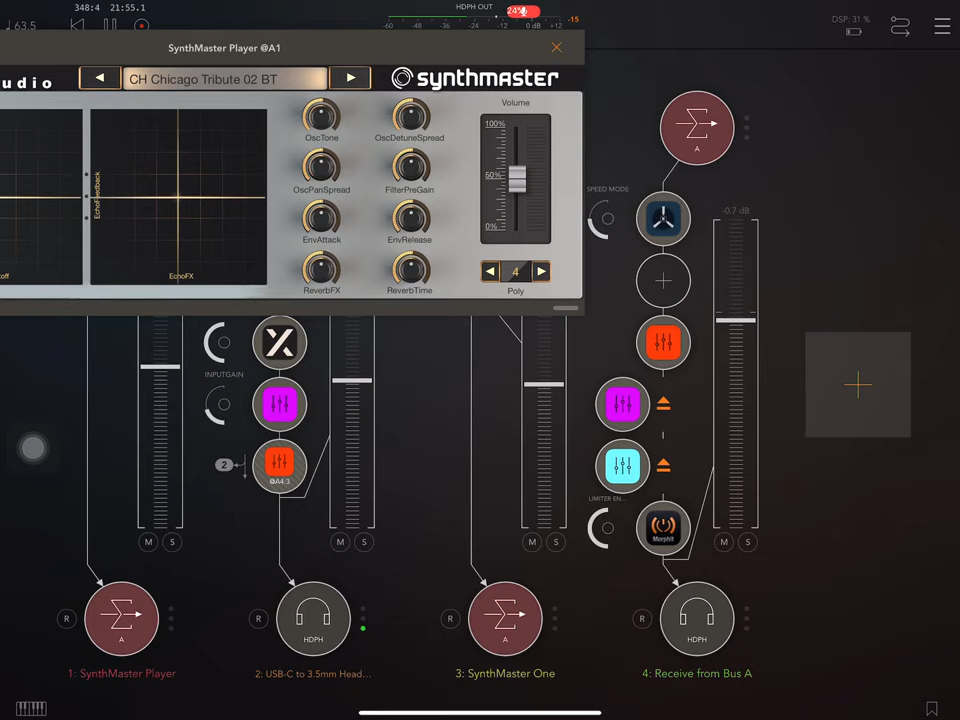 348:4 21:55.1
HDPH OUT
24%
♩63.5
-60 -48 -36 -24 -12 0 dB +12
-15
DSP: 31 %
SynthMaster Player @A1
udio
CH Chicago Tribute 02 BT
synthmaster
OscTone
OscDetuneSpread
OscPanSpread
FilterPreGain
EnvAttack
EnvRelease
ReverbFX
ReverbTime
Volume
100%
60%
0%
4
Poly
EchoFeedback
EchoFX
off
A
SPEED MODE
-0.7 dB
INPUTGAIN
2
@A4:3
LIMITER EN...
Morphit
M S
M S
M S
M S
R
A
R
HDPH
R
A
R
HDPH
1: SynthMaster Player
2: USB-C to 3.5mm Head...
3: SynthMaster One
4: Receive from Bus A